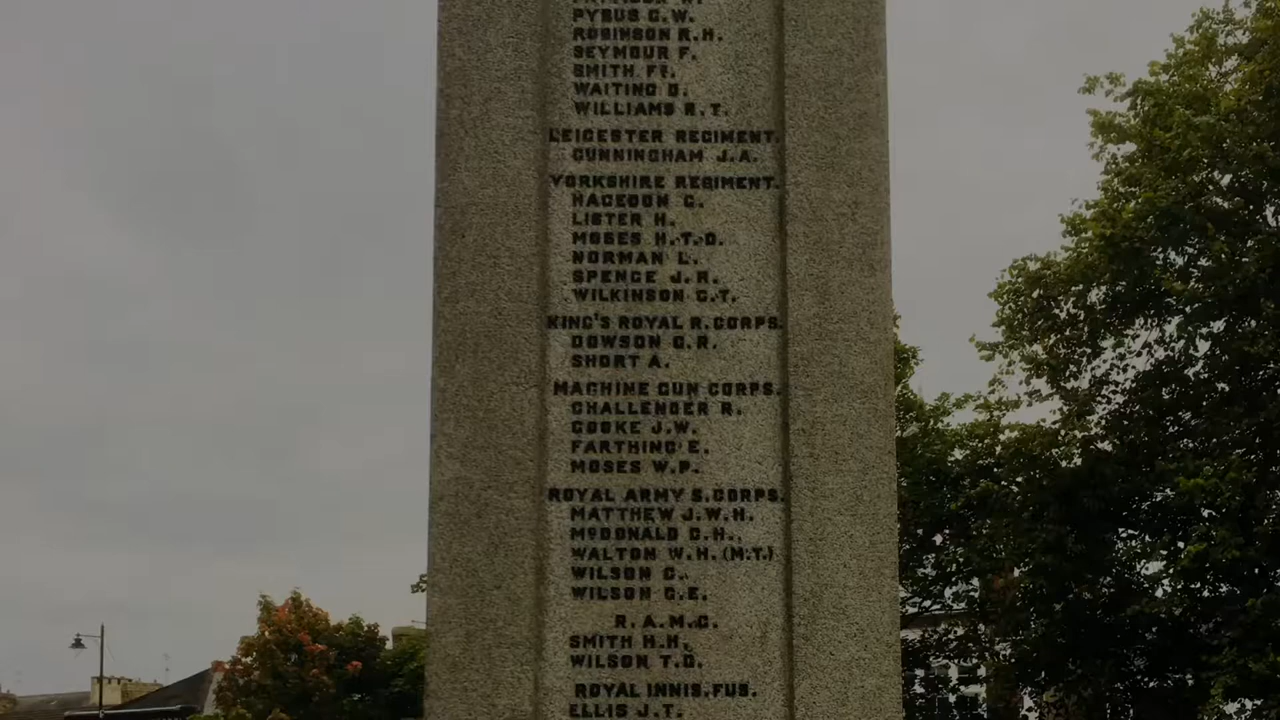 PYBUS G.W.
ROBINSON R.H.
SEYMOUR F.
SMITH
WAITING
WILLIAMS R.T.
LEICESTER REGIMENT.
CUNNINGHAM J.A.
YORKSHIRE REGIMENT.
HAGEDON C.
LISTER H.
MOSES H.T.
NORMAN L.
SPENCE J.R.
WILKINSON
KING'S ROYAL R.CORPS.
DOWSON
SHORT A.
MACHINE GUN CORPS.
CHALLENDER R.
COOKE J.W.
FARTHING E.
MOSES W.P.
ROYAL ARMY S.CORPS.
MATTHEW J.W.H.
McDONALD
WALTON W.H.(M.T.)
WILSON
WILSON
R.A.M.C.
SMITH H.H.
WILSON
ROYAL INNIS.FUS.
ELLIS J.T.